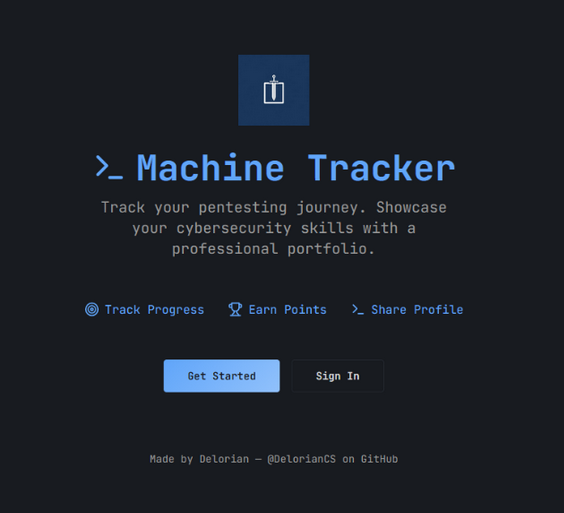 Machine Tracker
Track your pentesting journey. Showcase
your cybersecurity skills with a
professional portfolio.
Track Progress Earn Points Share Profile
Get Started Sign In
Made by Delorian — @DelorianCS on GitHub